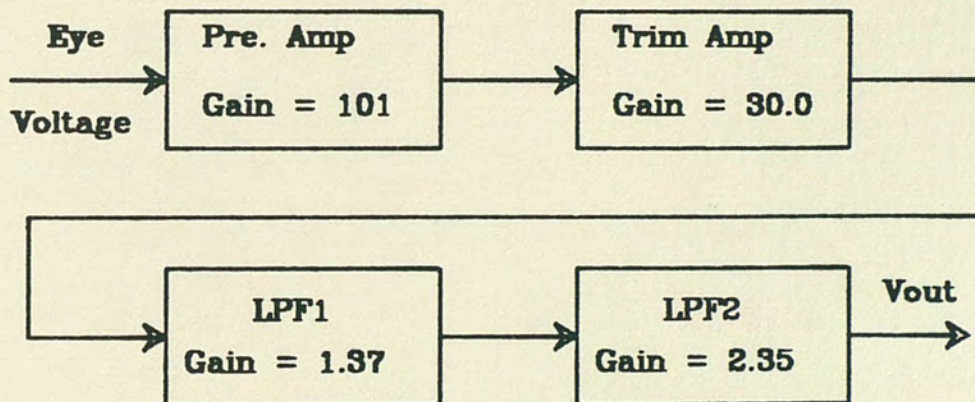 Eye
Voltage
Pre. Amp
Gain = 101
Trim Amp
Gain = 30.0
LPF1
Gain = 1.37
LPF2
Gain = 2.35
Vout